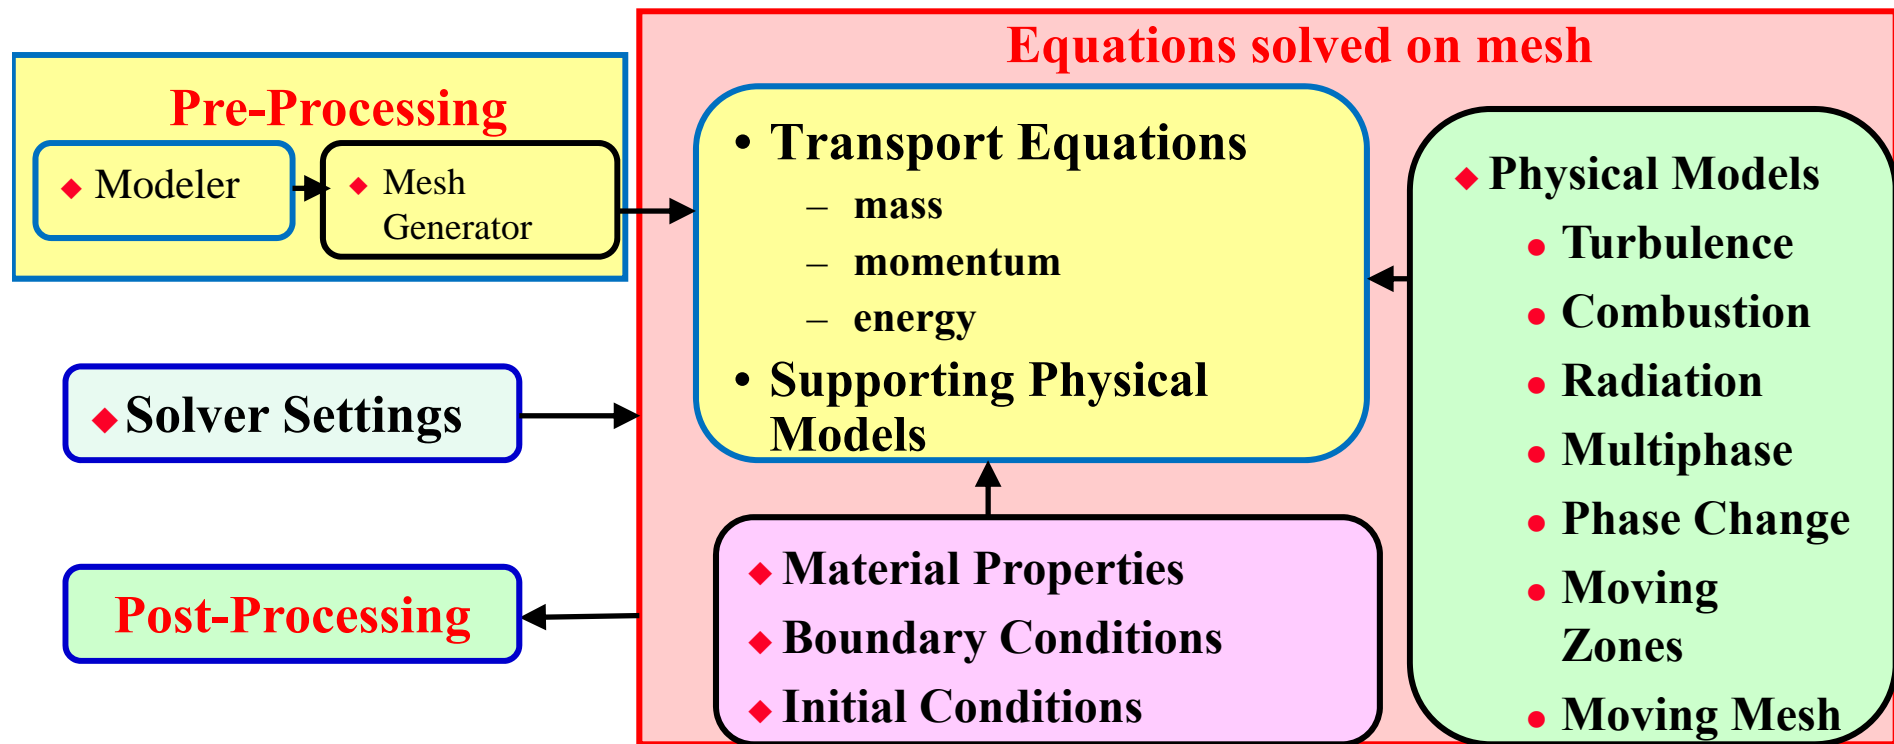 Equations solved on mesh
Pre-Processing
◆ Modeler
◆ Mesh
Generator
• Transport Equations
– mass
– momentum
– energy
• Supporting Physical
Models
◆ Physical Models
● Turbulence
● Combustion
● Radiation
● Multiphase
● Phase Change
● Moving
Zones
● Moving Mesh
◆ Solver Settings
◆ Material Properties
◆ Boundary Conditions
◆ Initial Conditions
Post-Processing